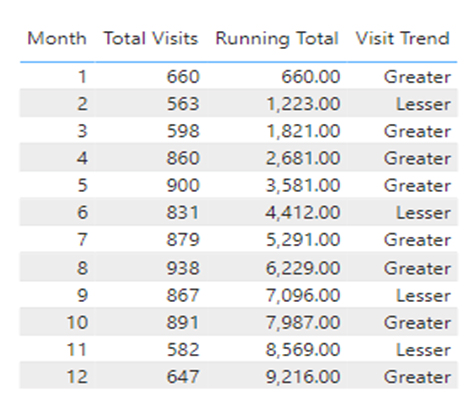 Month Total Visits Running Total Visit Trend
1 660 660.00 Greater
2 563 1,223.00 Lesser
3 598 1,821.00 Greater
4 860 2,681.00 Greater
5 900 3,581.00 Greater
6 831 4,412.00 Lesser
7 879 5,291.00 Greater
8 938 6,229.00 Greater
9 867 7,096.00 Lesser
10 891 7,987.00 Greater
11 582 8,569.00 Lesser
12 647 9,216.00 Greater